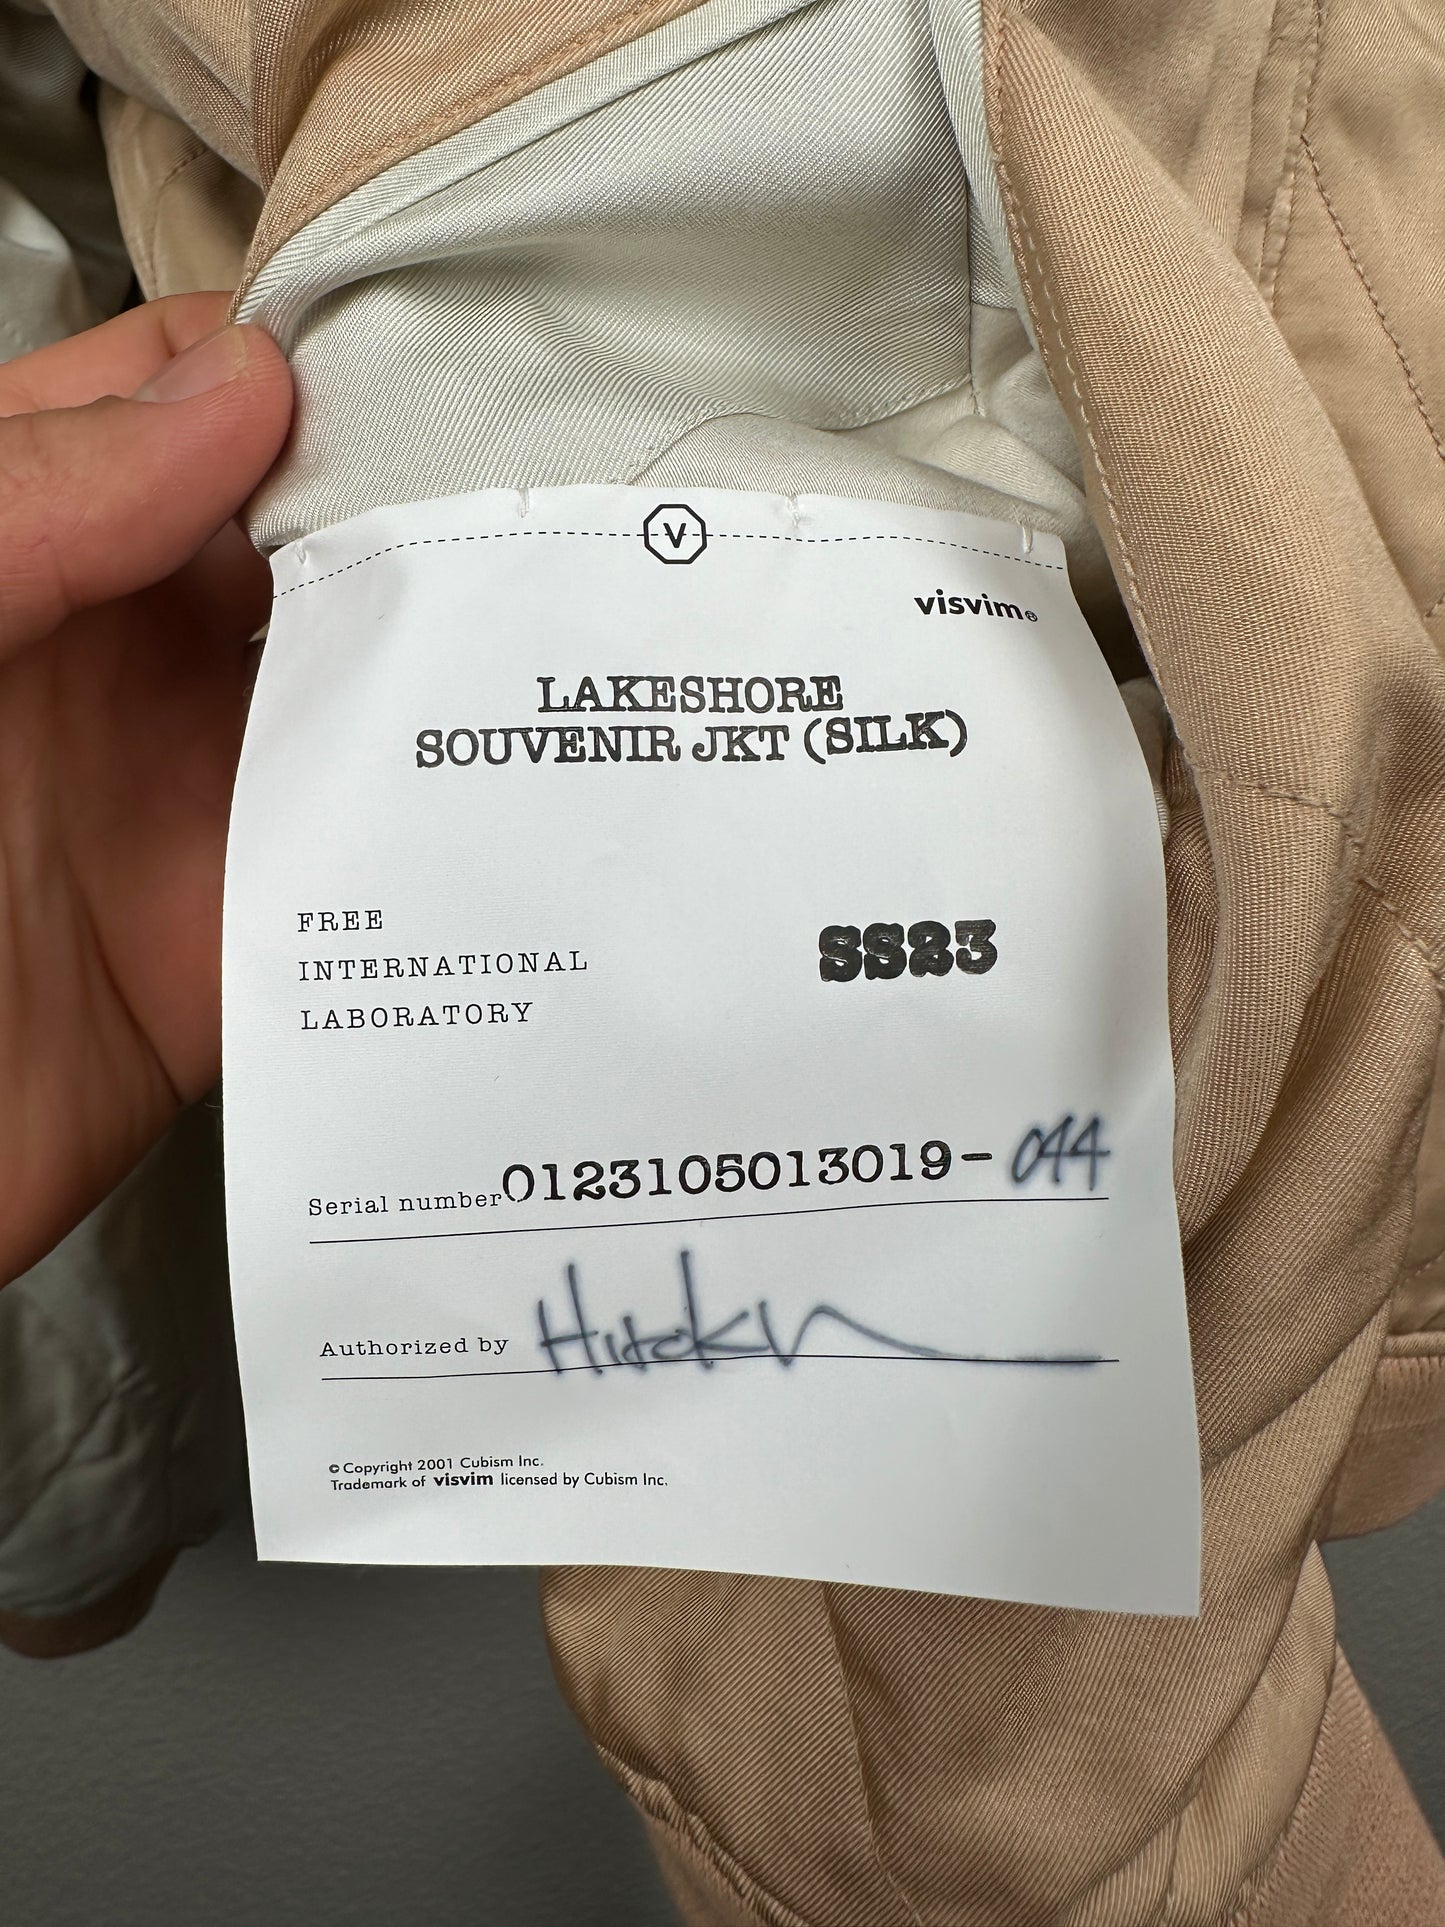 V
visvim®
LAKESHORE
SOUVENIR JKT (SILK)
FREE
INTERNATIONAL
LABORATORY
SS23
Serial number 0123105013019- 044
Authorized by
© Copyright 2001 Cubism Inc.
Trademark of visvim licensed by Cubism Inc.